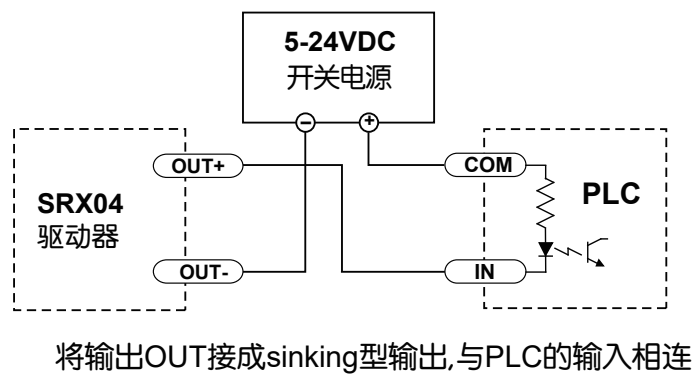 5-24VDC
开关电源
− +
OUT+ COM
SRX04
驱动器
PLC
OUT- IN
将输出OUT接成sinking型输出,与PLC的输入相连